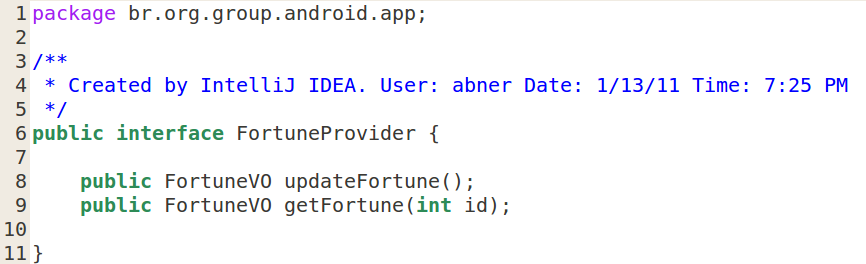 1 package br.org.group.android.app;
2
3 /**
4  * Created by IntelliJ IDEA. User: abner Date: 1/13/11 Time: 7:25 PM
5  */
6 public interface FortuneProvider {
7
8     public FortuneVO updateFortune();
9     public FortuneVO getFortune(int id);
10
11 }